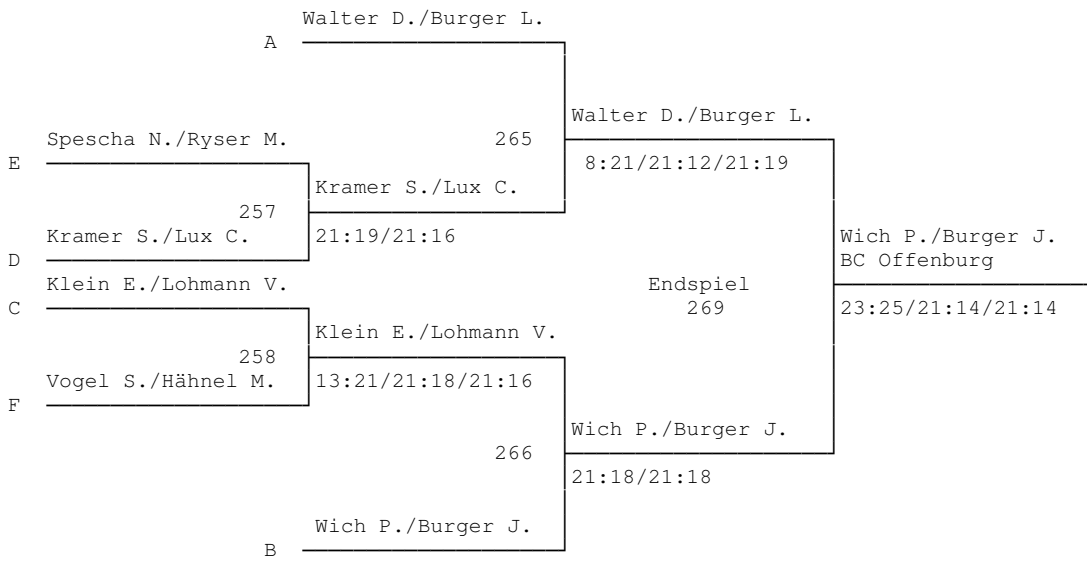 Walter D./Burger L.
A
Walter D./Burger L.
Spescha N./Ryser M. 265
E 8:21/21:12/21:19
Kramer S./Lux C.
257
Kramer S./Lux C. 21:19/21:16 Wich P./Burger J.
D BC Offenburg
Klein E./Lohmann V. Endspiel
C 269 23:25/21:14/21:14
Klein E./Lohmann V.
258
Vogel S./Hähnel M. 13:21/21:18/21:16
F
Wich P./Burger J.
266
21:18/21:18
Wich P./Burger J.
B